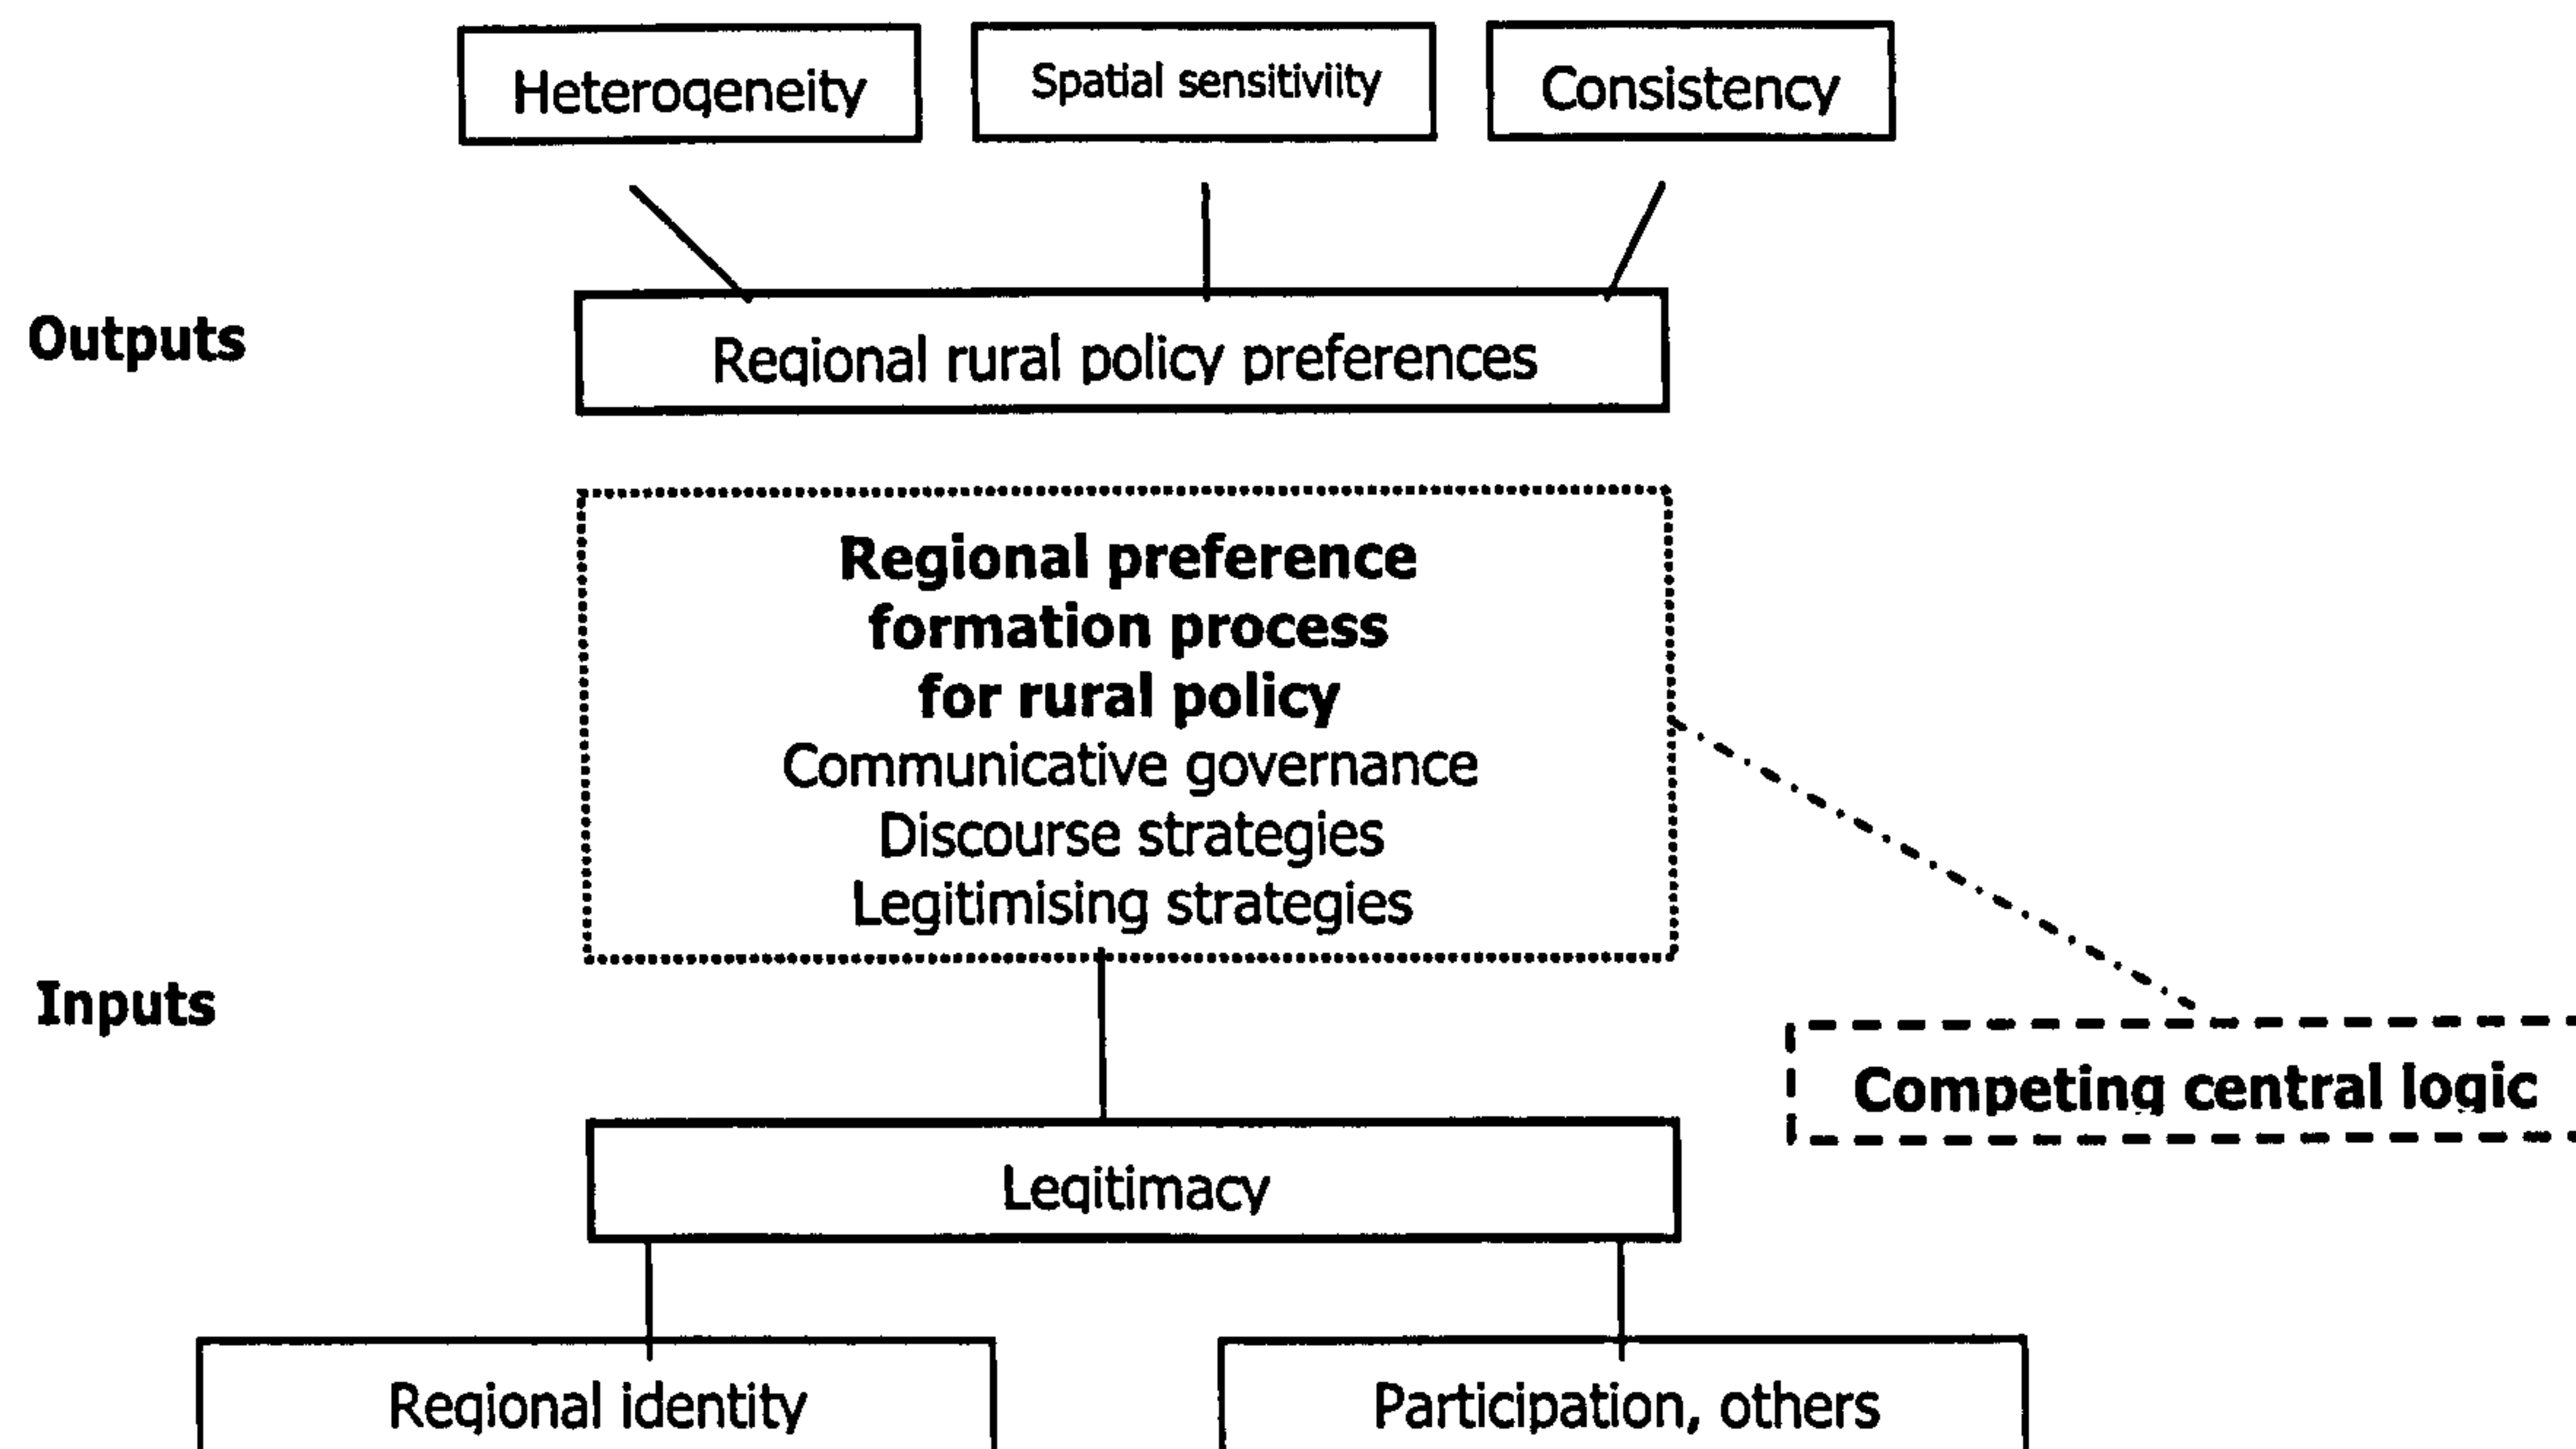 Heterogeneity
Spatial sensitiviity
Consistency
Outputs
Regional rural policy preferences
Regional preference
formation process
for rural policy
Communicative governance
Discourse strategies
Legitimising strategies
Inputs
Competing central logic
Legitimacy
Regional identity
Participation, others